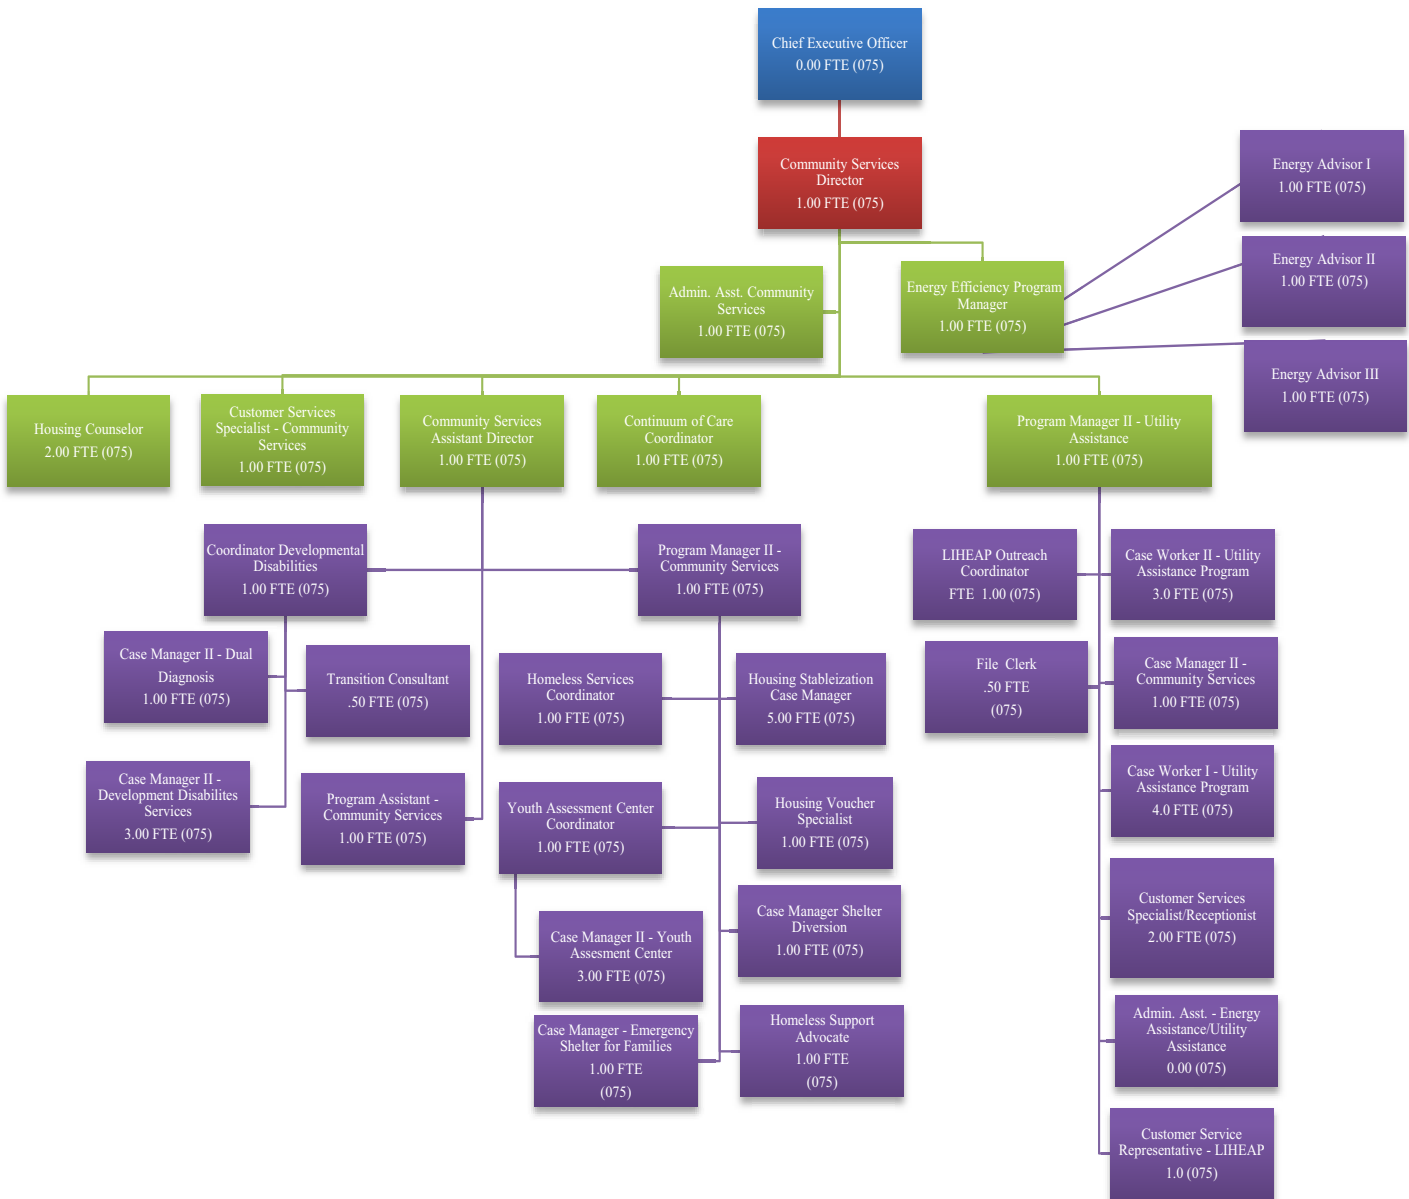 Chief Executive Officer
0.00 FTE (075)
Community Services
Director
1.00 FTE (075)
Energy Advisor I
1.00 FTE (075)
Energy Advisor II
1.00 FTE (075)
Energy Advisor III
1.00 FTE (075)
Admin. Asst. Community
Services
1.00 FTE (075)
Energy Efficiency Program
Manager
1.00 FTE (075)
Housing Counselor
2.00 FTE (075)
Customer Services
Specialist - Community
Services
1.00 FTE (075)
Community Services
Assistant Director
1.00 FTE (075)
Continuum of Care
Coordinator
1.00 FTE (075)
Program Manager II - Utility
Assistance
1.00 FTE (075)
Coordinator Developmental
Disabilities
1.00 FTE (075)
Program Manager II -
Community Services
1.00 FTE (075)
LIHEAP Outreach
Coordinator
FTE  1.00 (075)
Case Worker II - Utility
Assistance Program
3.0 FTE (075)
Case Manager II - Dual
Diagnosis
1.00 FTE (075)
Transition Consultant
.50 FTE (075)
Homeless Services
Coordinator
1.00 FTE (075)
Housing Stableization
Case Manager
5.00 FTE (075)
File  Clerk
.50 FTE
(075)
Case Manager II -
Community Services
1.00 FTE (075)
Case Manager II -
Development Disabilites
Services
3.00 FTE (075)
Program Assistant -
Community Services
1.00 FTE (075)
Youth Assessment Center
Coordinator
1.00 FTE (075)
Housing Voucher
Specialist
1.00 FTE (075)
Case Worker I - Utility
Assistance Program
4.0 FTE (075)
Case Manager II - Youth
Assesment Center
3.00 FTE (075)
Case Manager Shelter
Diversion
1.00 FTE (075)
Customer Services
Specialist/Receptionist
2.00 FTE (075)
Case Manager - Emergency
Shelter for Families
1.00 FTE
(075)
Homeless Support
Advocate
1.00 FTE
(075)
Admin. Asst. - Energy
Assistance/Utility
Assistance
0.00 (075)
Customer Service
Representative - LIHEAP
1.0 (075)